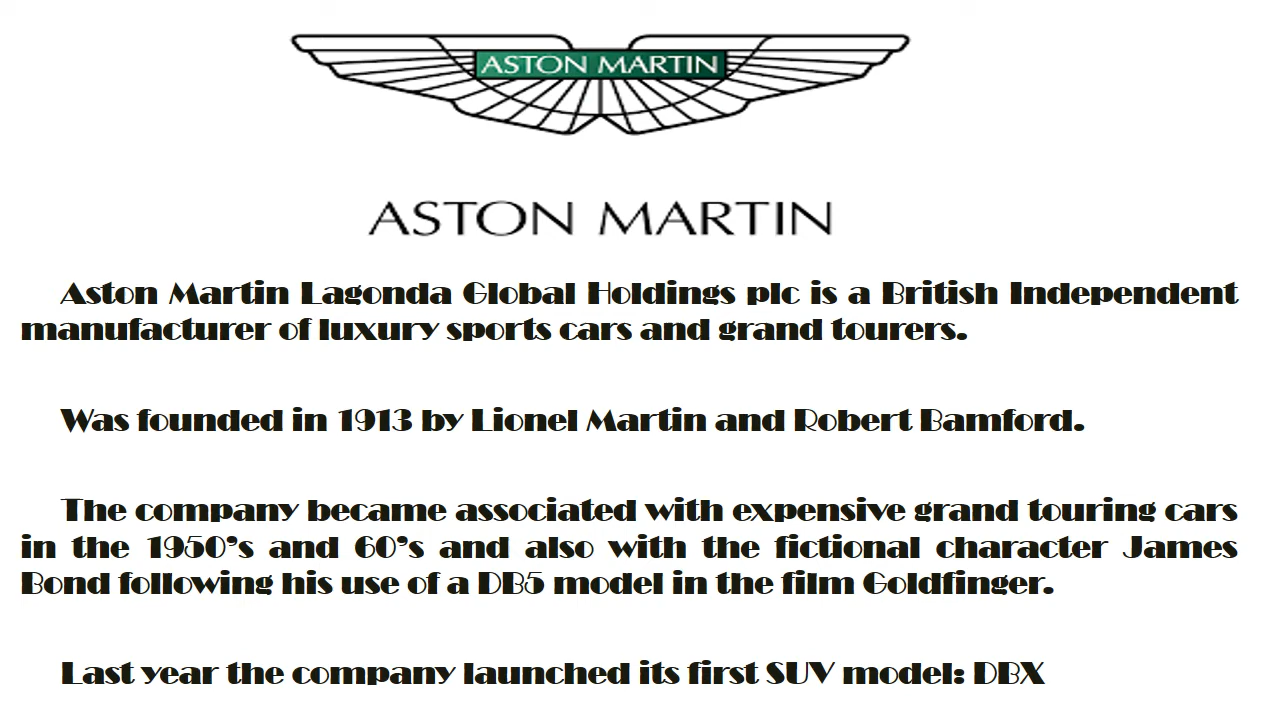 ASTON MARTIN
ASTON MARTIN
Aston Martin Lagonda Global Holdings plc is a British Independent
manufacturer of luxury sports cars and grand tourers.
Was founded in 1913 by Lionel Martin and Robert Bamford.
The company became associated with expensive grand touring cars
in the 1950's and 60's and also with the fictional character James
Bond following his use of a DB5 model in the film Goldfinger.
Last year the company launched its first SUV model: DBX